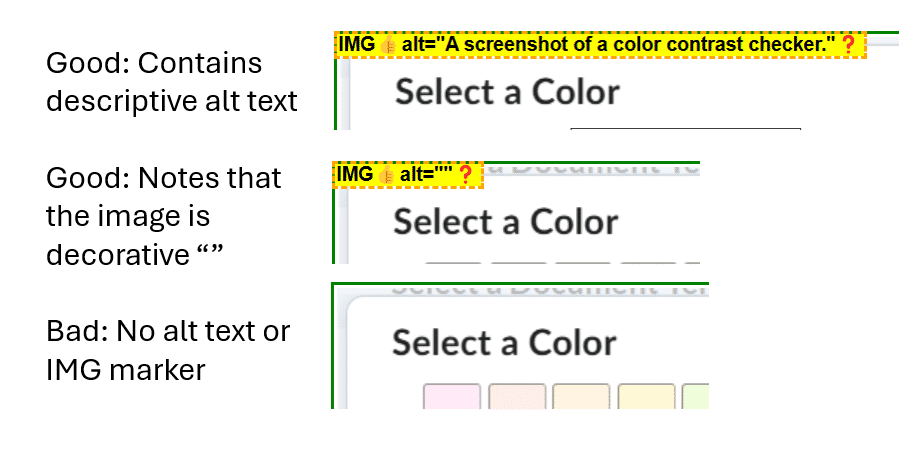 Good: Contains
descriptive alt text
IMG 👍 alt="A screenshot of a color contrast checker." ❓
Select a Color
Good: Notes that
the image is
decorative “”
IMG 👍 alt="" ❓
Select a Color
Bad: No alt text or
IMG marker
Select a Color